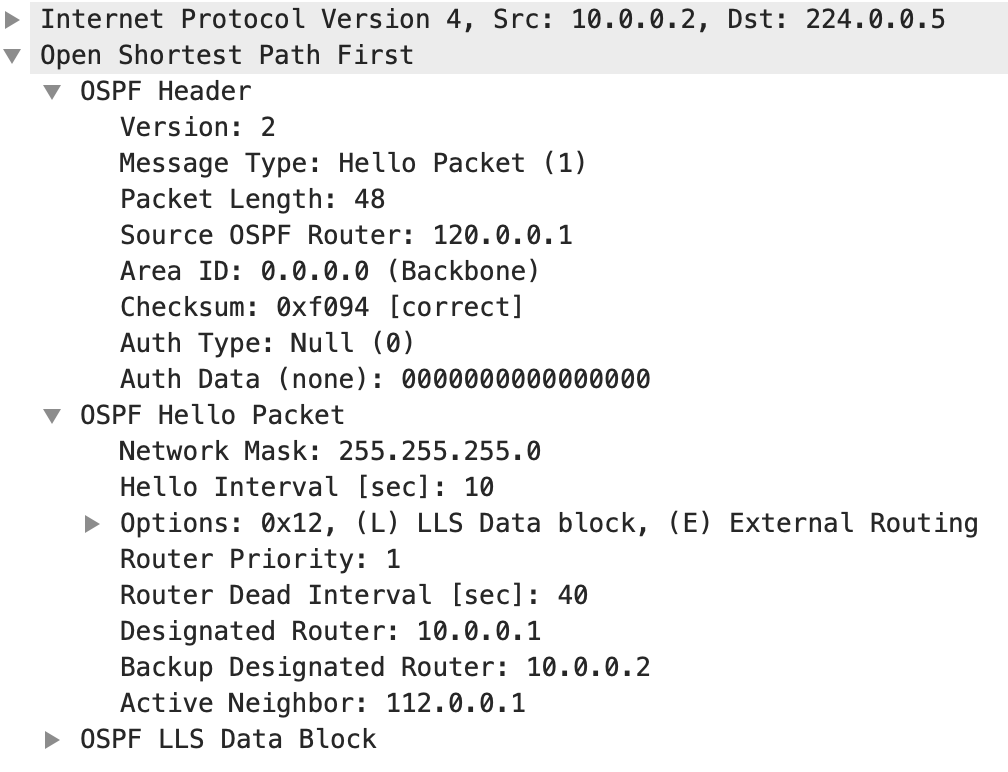 Internet Protocol Version 4, Src: 10.0.0.2, Dst: 224.0.0.5
Open Shortest Path First
OSPF Header
Version: 2
Message Type: Hello Packet (1)
Packet Length: 48
Source OSPF Router: 120.0.0.1
Area ID: 0.0.0.0 (Backbone)
Checksum: 0xf094 [correct]
Auth Type: Null (0)
Auth Data (none): 0000000000000000
OSPF Hello Packet
Network Mask: 255.255.255.0
Hello Interval [sec]: 10
Options: 0x12, (L) LLS Data block, (E) External Routing
Router Priority: 1
Router Dead Interval [sec]: 40
Designated Router: 10.0.0.1
Backup Designated Router: 10.0.0.2
Active Neighbor: 112.0.0.1
OSPF LLS Data Block